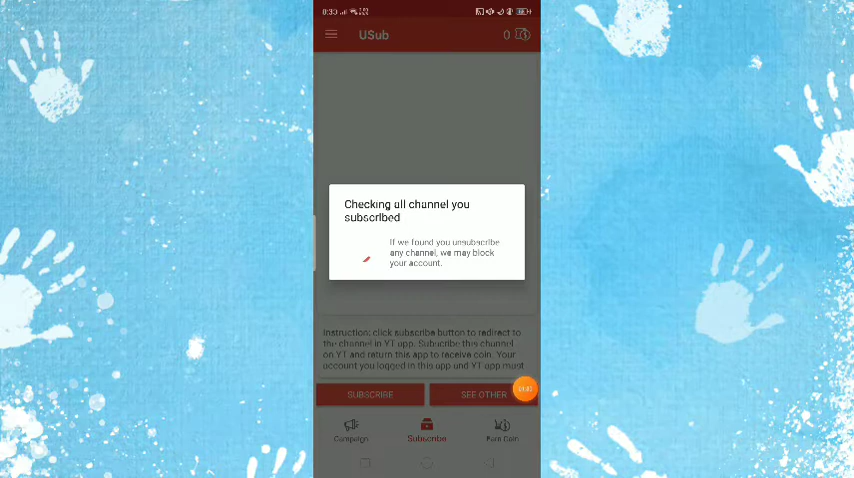 8:33
USub
0
Checking all channel you
subscribed
If we found you unsubscribe
any channel, we may block
your account.
Instruction: click subscribe button to redirect to
the channel in YT app. Subscribe this channel
on YT and return this app to receive coin. Your
account you logged in this app and YT app must
SUBSCRIBE
SEE OTHER
Campaign
Subscribe
Earn Coin